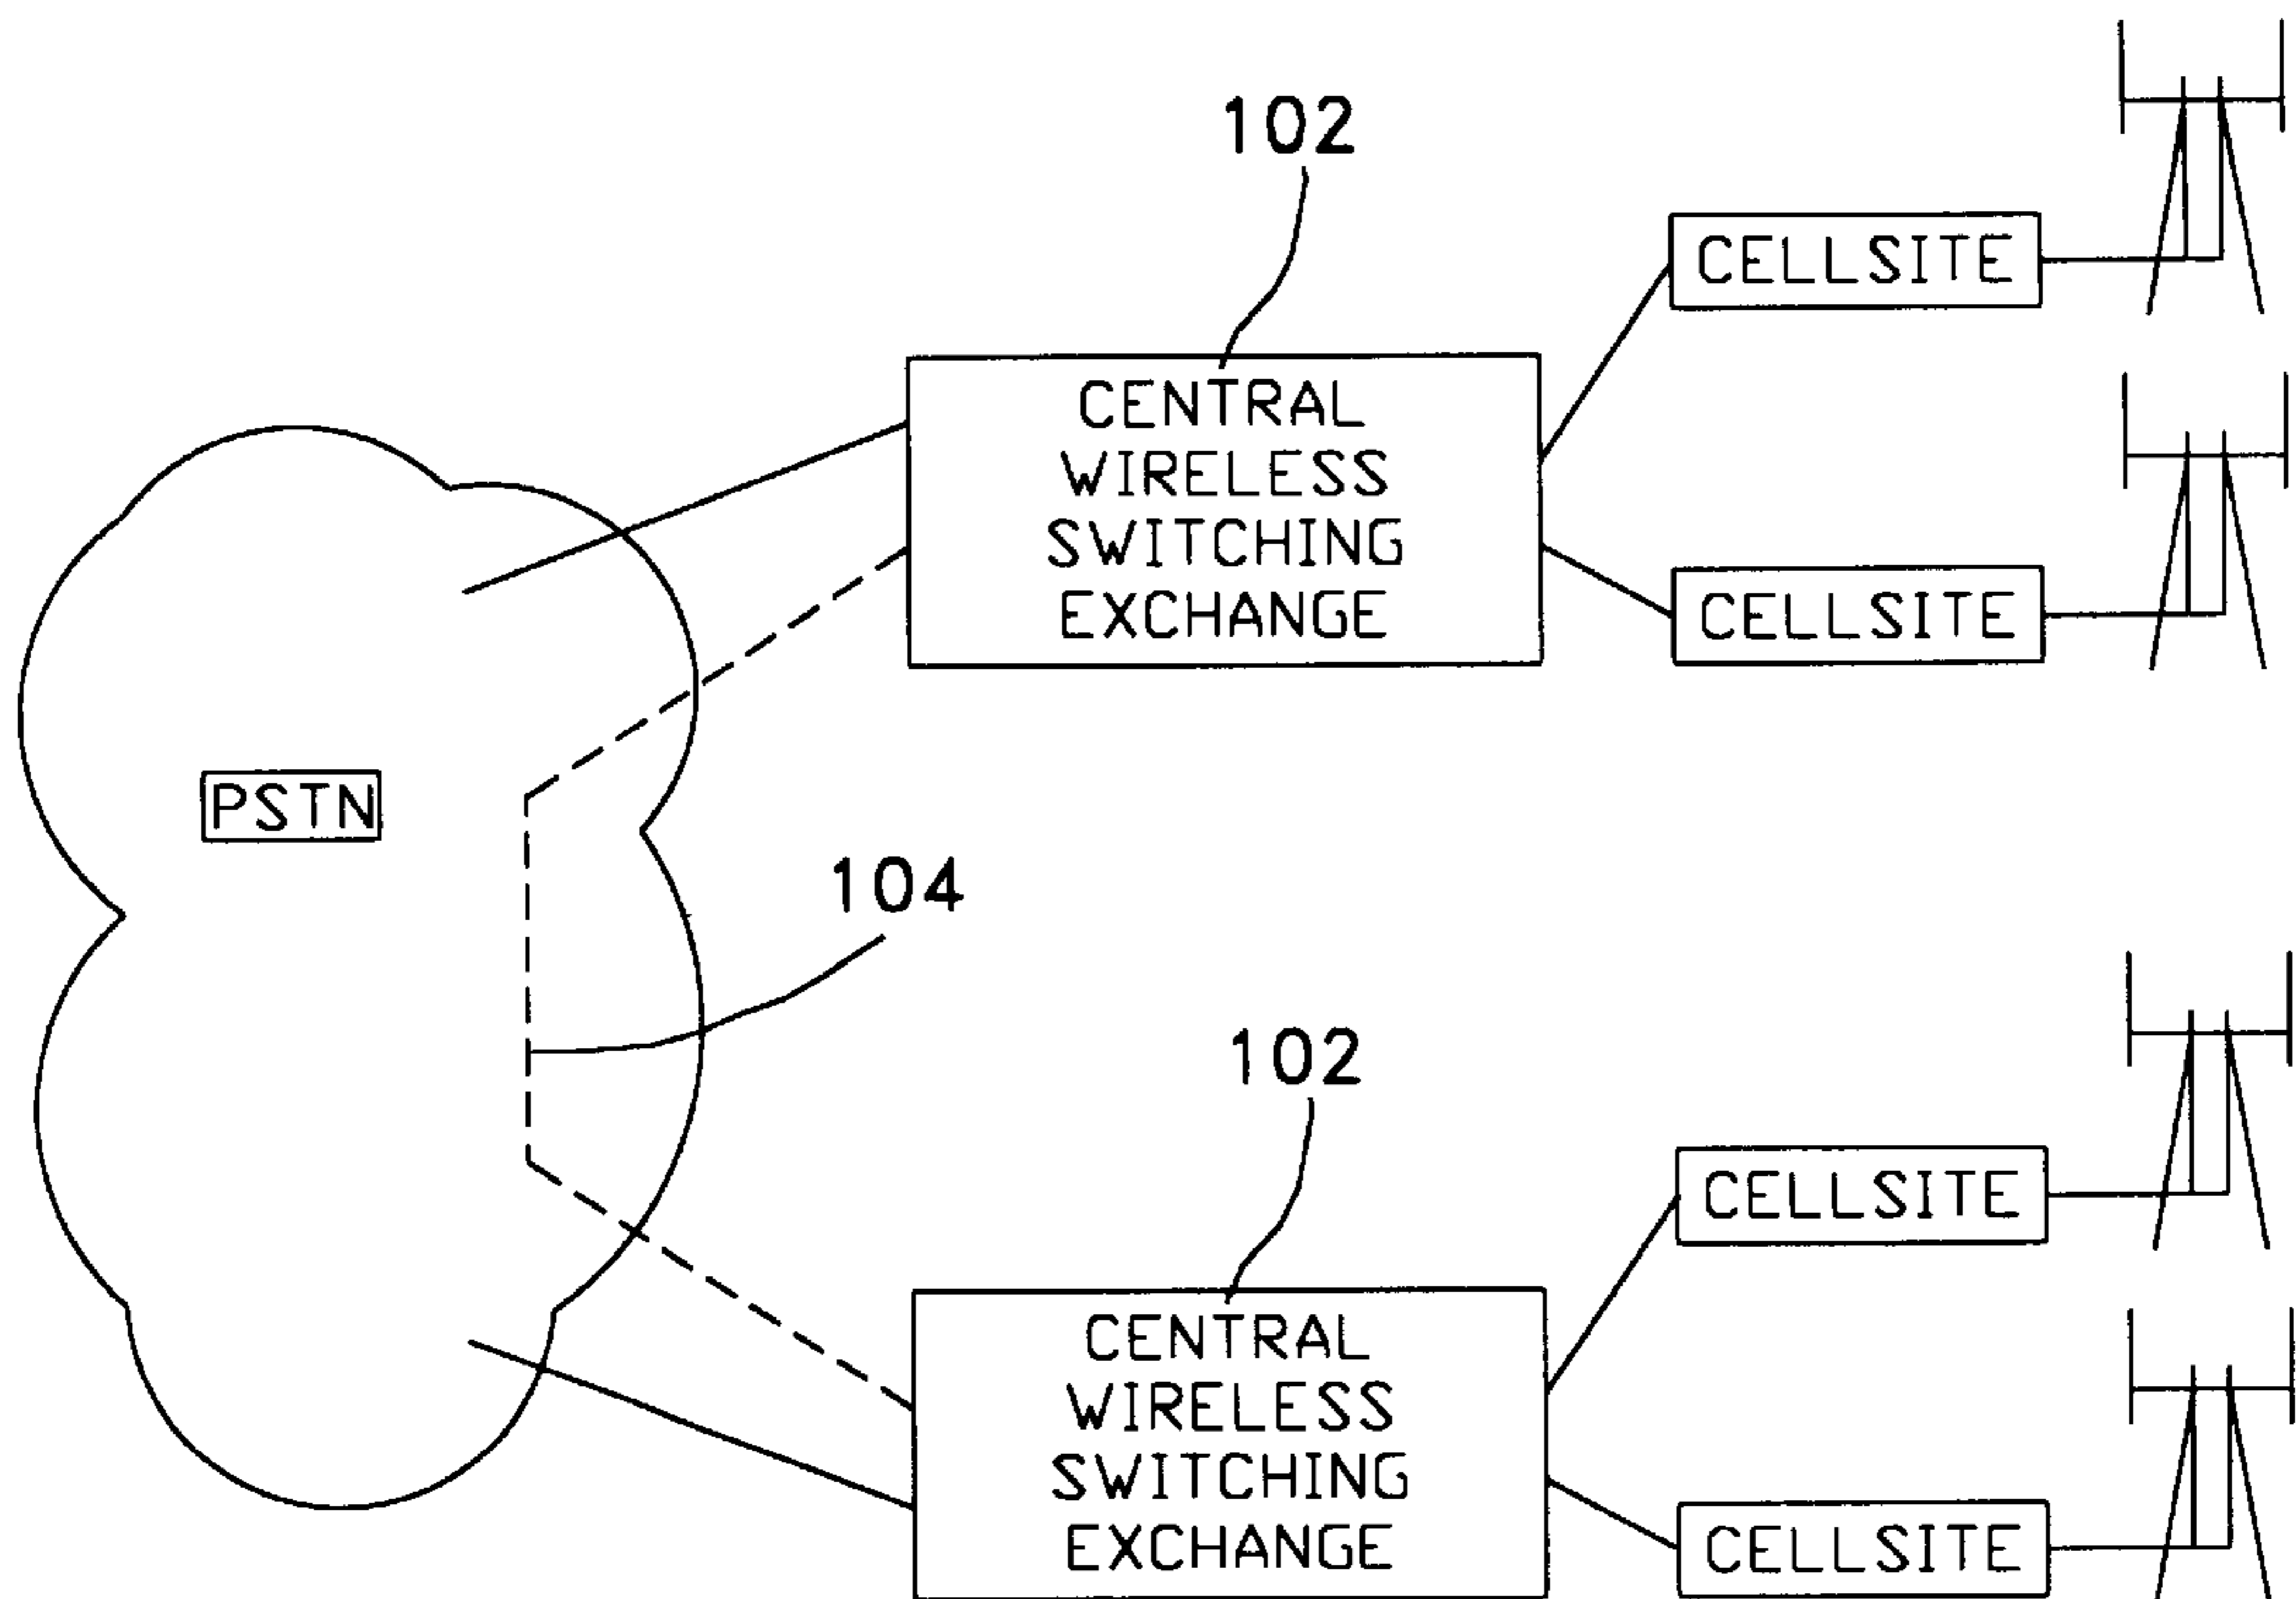 102
CELLSITE
CENTRAL
WIRELESS
SWITCHING
EXCHANGE
CELLSITE
PSTN
104
102
CELLSITE
CENTRAL
WIRELESS
SWITCHING
EXCHANGE
CELLSITE